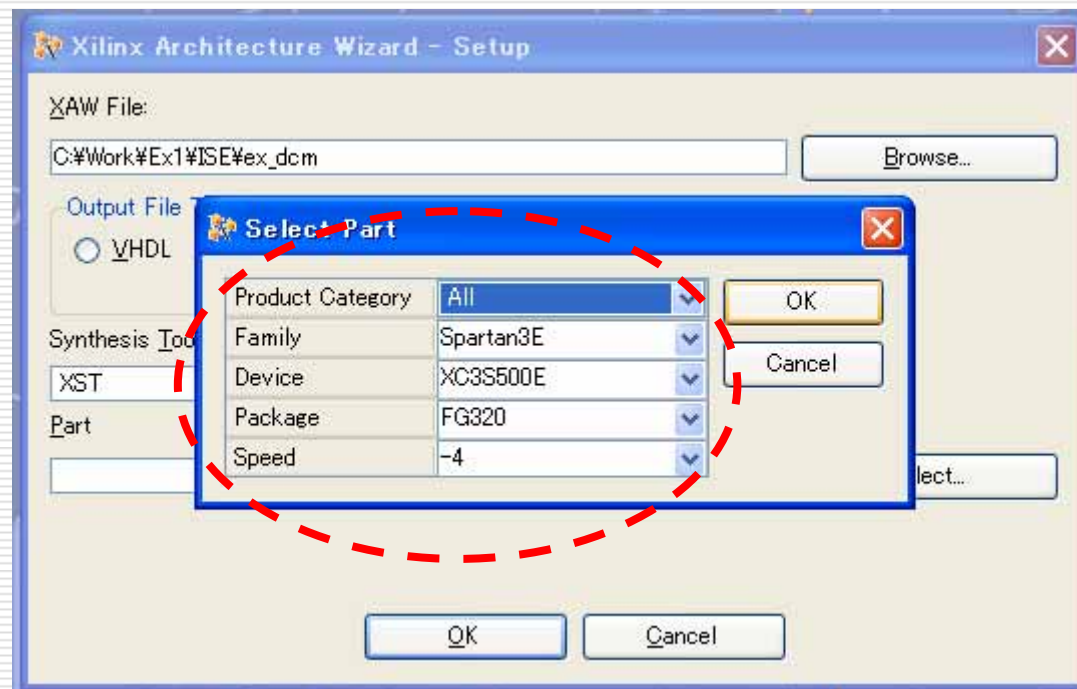 Xilinx Architecture Wizard - Setup
XAW File:
C:¥Work¥Ex1¥ISE¥ex_dcm
Browse...
Output File
VHDL
Select Part
Product Category All
OK
Family Spartan3E
Cancel
Device XC3S500E
Package FG320
Speed -4
Synthesis
XST
Part
OK
Cancel